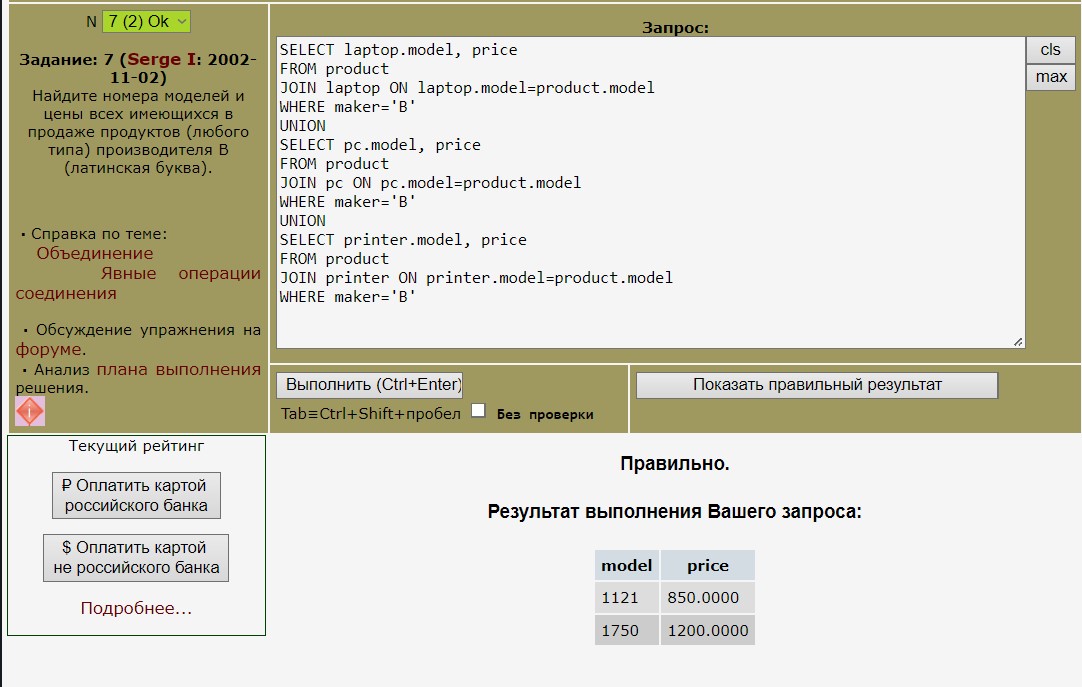 N 7 (2) Ok
Задание: 7 (Serge I: 2002-
11-02)
Найдите номера моделей и
цены всех имеющихся в
продаже продуктов (любого
типа) производителя B
(латинская буква).
· Справка по теме:
Объединение
Явные операции
соединения
· Обсуждение упражнения на
форуме.
· Анализ плана выполнения
решения.
Запрос:
SELECT laptop.model, price
FROM product
JOIN laptop ON laptop.model=product.model
WHERE maker='B'
UNION
SELECT pc.model, price
FROM product
JOIN pc ON pc.model=product.model
WHERE maker='B'
UNION
SELECT printer.model, price
FROM product
JOIN printer ON printer.model=product.model
WHERE maker='B'
cls
max
Выполнить (Ctrl+Enter)
Tab≡Ctrl+Shift+пробел Без проверки
Показать правильный результат
Текущий рейтинг
₽ Оплатить картой
российского банка
$ Оплатить картой
не российского банка
Подробнее...
Правильно.
Результат выполнения Вашего запроса:
model price
1121 850.0000
1750 1200.0000